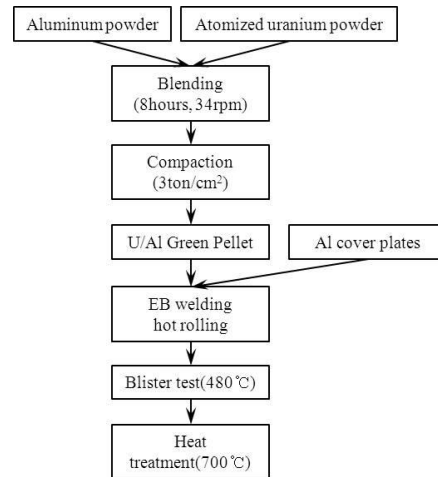 Aluminum powder
Atomized uranium powder
Blending
(8hours, 34rpm)
Compaction
(3ton/cm²)
U/Al Green Pellet
Al cover plates
EB welding
hot rolling
Blister test(480℃)
Heat
treatment(700℃)